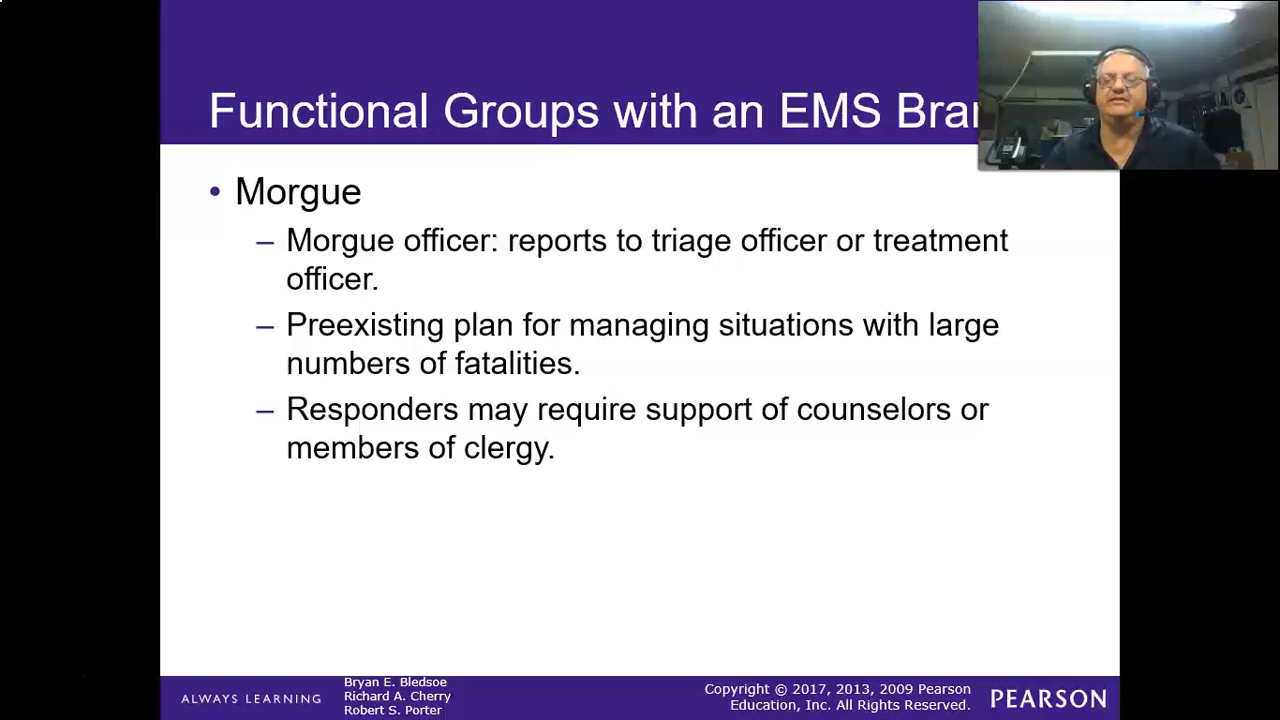 Functional Groups with an EMS Bra
• Morgue
– Morgue officer: reports to triage officer or treatment
officer.
– Preexisting plan for managing situations with large
numbers of fatalities.
– Responders may require support of counselors or
members of clergy.
ALWAYS LEARNING
Bryan E. Bledsoe
Richard A. Cherry
Robert S. Porter
Copyright © 2017, 2013, 2009 Pearson
Education, Inc. All Rights Reserved.
PEARSON